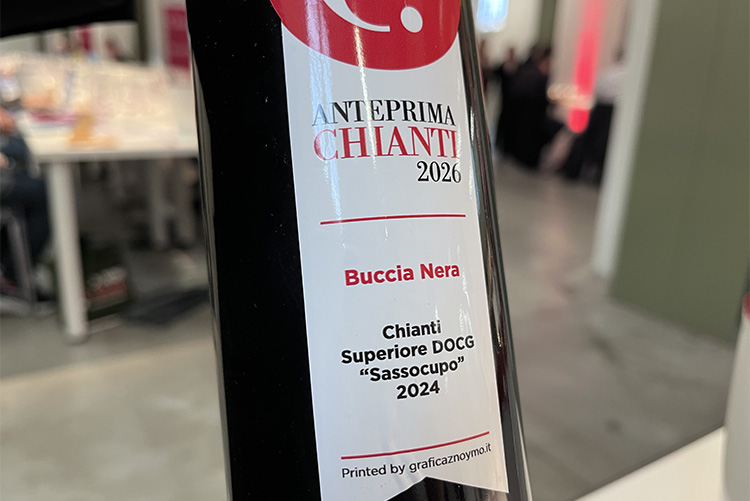 ANTEPRIMA
CHIANTI
2026
Buccia Nera
Chianti
Superiore DOCG
“Sassocupo”
2024
Printed by graficaznoymo.it